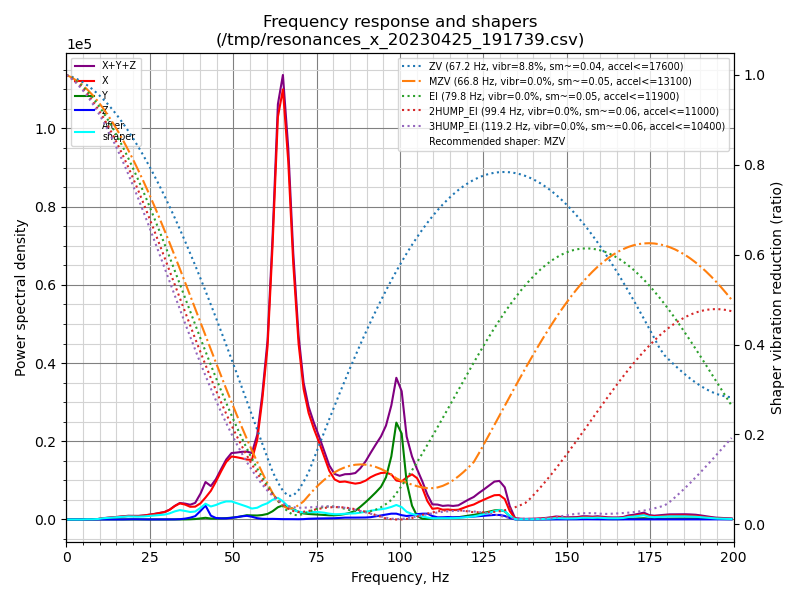 Frequency response and shapers
(/tmp/resonances_x_20230425_191739.csv)
1e5
X+Y+Z
X
Y
Z
After
shaper
ZV (67.2 Hz, vibr=8.8%, sm~=0.04, accel<=17600)
MZV (66.8 Hz, vibr=0.0%, sm~=0.05, accel<=13100)
EI (79.8 Hz, vibr=0.0%, sm~=0.05, accel<=11900)
2HUMP_EI (99.4 Hz, vibr=0.0%, sm~=0.06, accel<=11000)
3HUMP_EI (119.2 Hz, vibr=0.0%, sm~=0.06, accel<=10400)
Recommended shaper: MZV
Power spectral density
1.0
0.8
0.6
0.4
0.2
0.0
1.0
0.8
0.6
0.4
0.2
0.0
Shaper vibration reduction (ratio)
0 25 50 75 100 125 150 175 200
Frequency, Hz